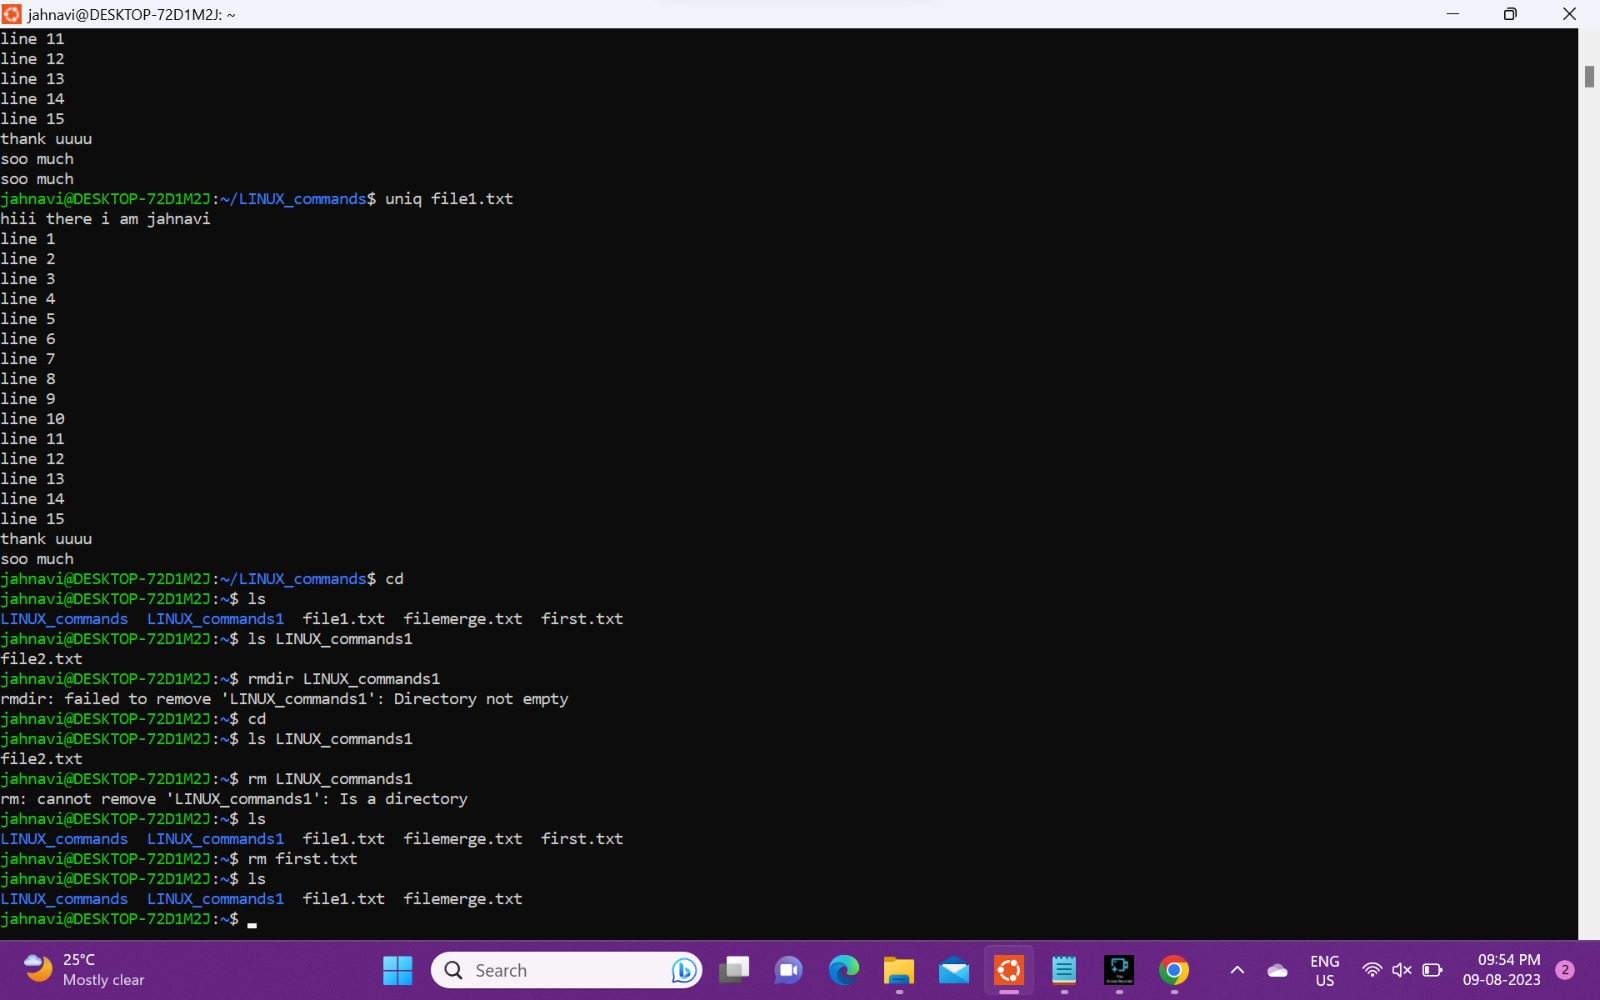 jahnavi@DESKTOP-72D1M2J: ~
line 11
line 12
line 13
line 14
line 15
thank uuuu
soo much
soo much
jahnavi@DESKTOP-72D1M2J:~/LINUX_commands$ uniq file1.txt
hiii there i am jahnavi
line 1
line 2
line 3
line 4
line 5
line 6
line 7
line 8
line 9
line 10
line 11
line 12
line 13
line 14
line 15
thank uuuu
soo much
jahnavi@DESKTOP-72D1M2J:~/LINUX_commands$ cd
jahnavi@DESKTOP-72D1M2J:~$ ls
LINUX_commands  LINUX_commands1  file1.txt  filemerge.txt  first.txt
jahnavi@DESKTOP-72D1M2J:~$ ls LINUX_commands1
file2.txt
jahnavi@DESKTOP-72D1M2J:~$ rmdir LINUX_commands1
rmdir: failed to remove 'LINUX_commands1': Directory not empty
jahnavi@DESKTOP-72D1M2J:~$ cd
jahnavi@DESKTOP-72D1M2J:~$ ls LINUX_commands1
file2.txt
jahnavi@DESKTOP-72D1M2J:~$ rm LINUX_commands1
rm: cannot remove 'LINUX_commands1': Is a directory
jahnavi@DESKTOP-72D1M2J:~$ ls
LINUX_commands  LINUX_commands1  file1.txt  filemerge.txt  first.txt
jahnavi@DESKTOP-72D1M2J:~$ rm first.txt
jahnavi@DESKTOP-72D1M2J:~$ ls
LINUX_commands  LINUX_commands1  file1.txt  filemerge.txt
jahnavi@DESKTOP-72D1M2J:~$
25°C
Mostly clear
Search
ENG
US
09:54 PM
09-08-2023
2